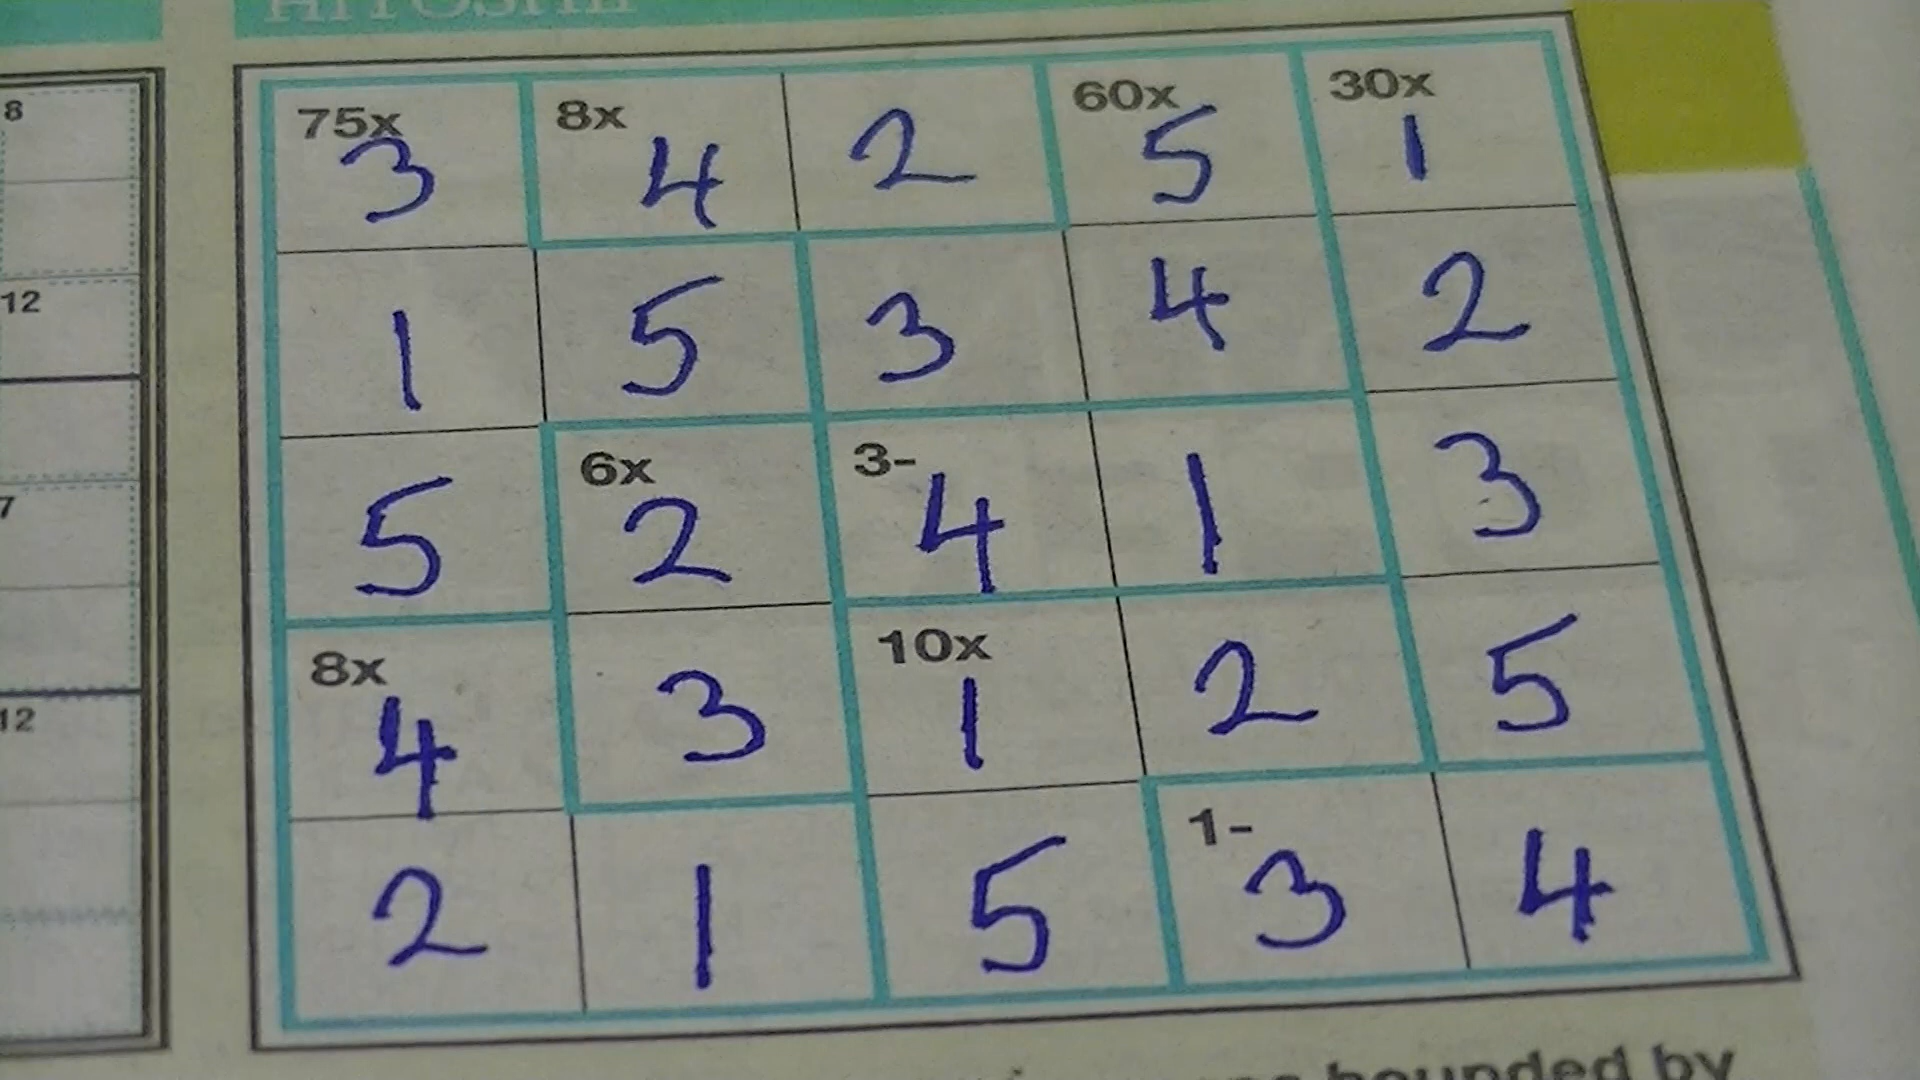 8
12
7
12
75x 8x 60x 30x
3 4 2 5 1
1 5 3 4 2
6x 3-
5 2 4 1 3
8x 10x
4 3 1 2 5
1-
2 1 5 3 4
bounded by